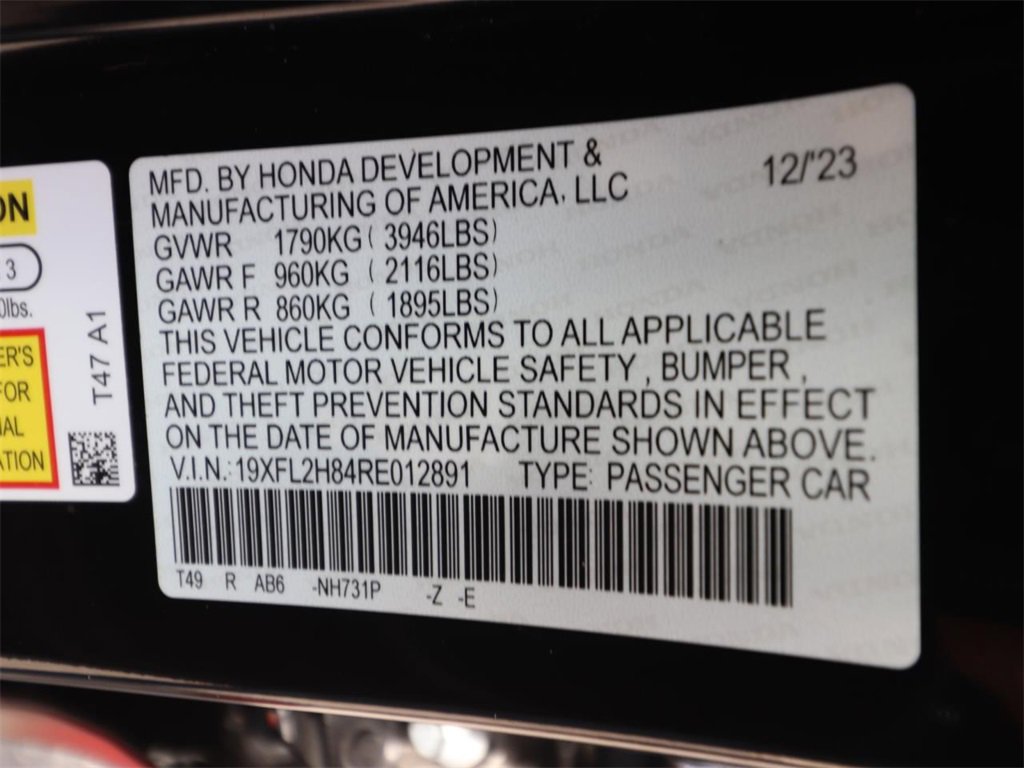 ON
3
0lbs.
ER'S
FOR
IAL
ATION
T47 A1
MFD. BY HONDA DEVELOPMENT &
MANUFACTURING OF AMERICA, LLC
12/'23
GVWR 1790KG ( 3946LBS)
GAWR F 960KG ( 2116LBS)
GAWR R 860KG ( 1895LBS)
THIS VEHICLE CONFORMS TO ALL APPLICABLE
FEDERAL MOTOR VEHICLE SAFETY , BUMPER ,
AND THEFT PREVENTION STANDARDS IN EFFECT
ON THE DATE OF MANUFACTURE SHOWN ABOVE.
V.I.N.: 19XFL2H84RE012891 TYPE: PASSENGER CAR
T49 R AB6 -NH731P -Z -E